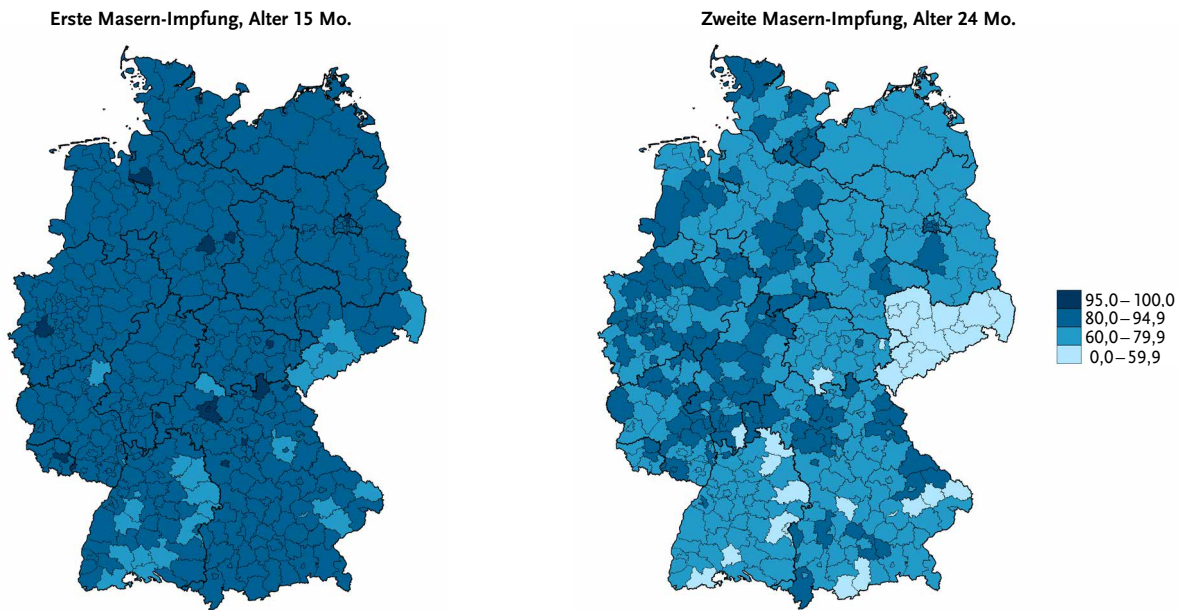 Erste Masern-Impfung, Alter 15 Mo.
Zweite Masern-Impfung, Alter 24 Mo.
95,0–100,0
80,0–94,9
60,0–79,9
0,0–59,9